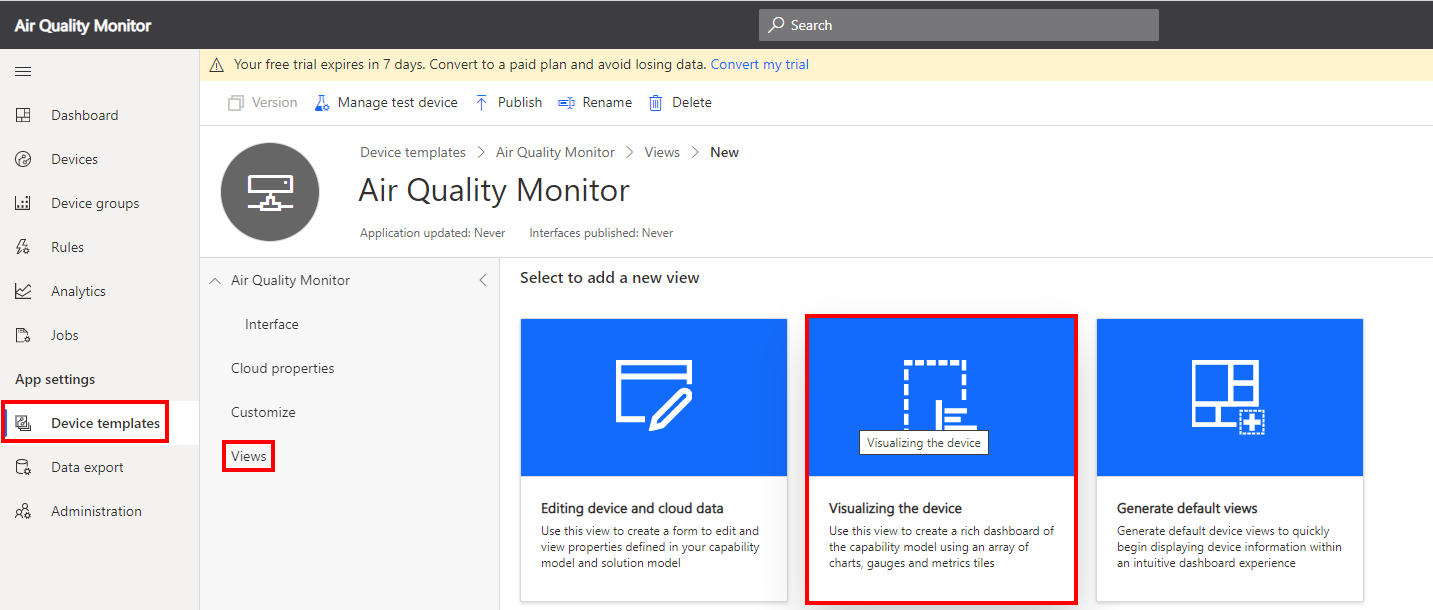 Air Quality Monitor
Search
Your free trial expires in 7 days. Convert to a paid plan and avoid losing data. Convert my trial
Version Manage test device Publish Rename Delete
Dashboard
Devices
Device groups
Rules
Analytics
Jobs
App settings
Device templates
Data export
Administration
Device templates > Air Quality Monitor > Views > New
Air Quality Monitor
Application updated: Never Interfaces published: Never
Air Quality Monitor
Interface
Cloud properties
Customize
Views
Select to add a new view
Editing device and cloud data
Use this view to create a form to edit and
view properties defined in your capability
model and solution model
Visualizing the device
Visualizing the device
Use this view to create a rich dashboard of
the capability model using an array of
charts, gauges and metrics tiles
Generate default views
Generate default device views to quickly
begin displaying device information within
an intuitive dashboard experience